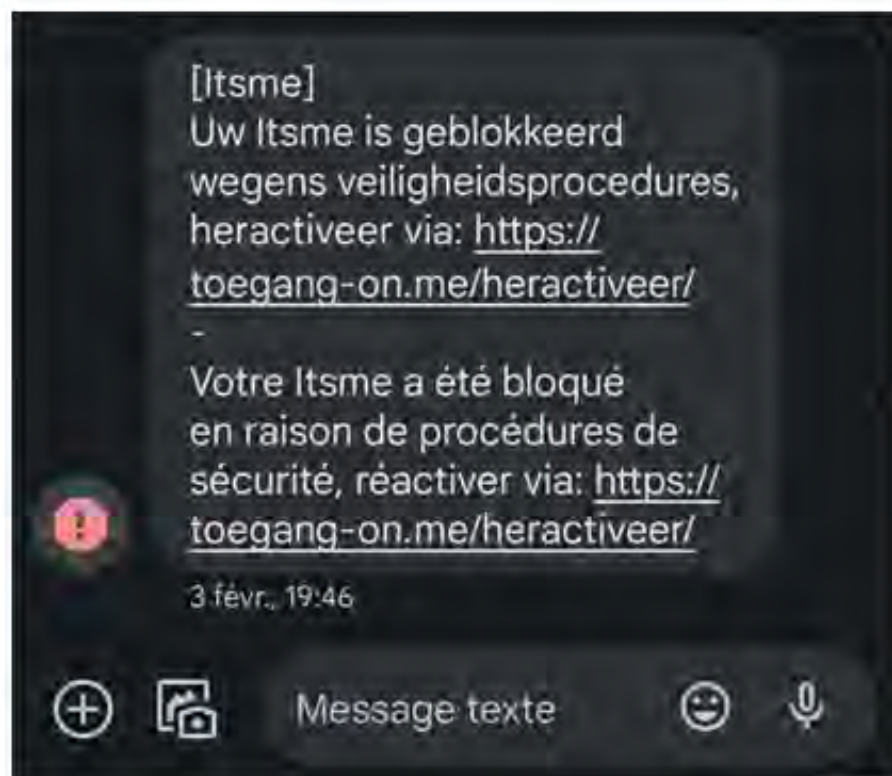 [Itsme]
Uw Itsme is geblokkeerd
wegens veiligheidsprocedures,
heractiveer via: https://
toegang-on.me/heractiveer/
-
Votre Itsme a été bloqué
en raison de procédures de
sécurité, réactiver via: https://
toegang-on.me/heractiveer/
3 févr., 19:46
Message texte